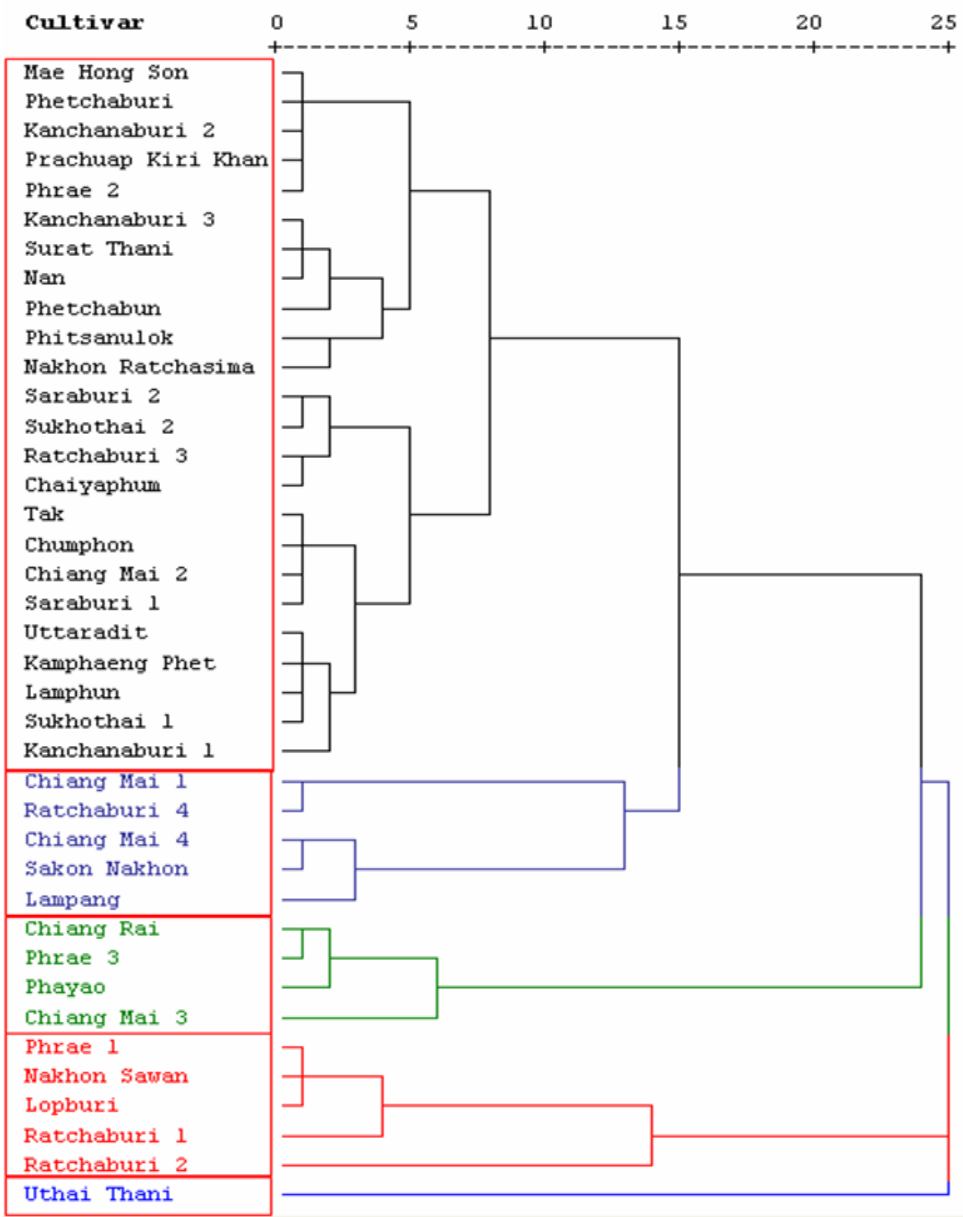 Cultivar 0 5 10 15 20 25
Mae Hong Son
Phetchaburi
Kanchanaburi 2
Prachuap Kiri Khan
Phrae 2
Kanchanaburi 3
Surat Thani
Nan
Phetchabun
Phitsanulok
Nakhon Ratchasima
Saraburi 2
Sukhothai 2
Ratchaburi 3
Chaiyaphum
Tak
Chumphon
Chiang Mai 2
Saraburi 1
Uttaradit
Kamphaeng Phet
Lamphun
Sukhothai 1
Kanchanaburi 1
Chiang Mai 1
Ratchaburi 4
Chiang Mai 4
Sakon Nakhon
Lampang
Chiang Rai
Phrae 3
Phayao
Chiang Mai 3
Phrae 1
Nakhon Sawan
Lopburi
Ratchaburi 1
Ratchaburi 2
Uthai Thani